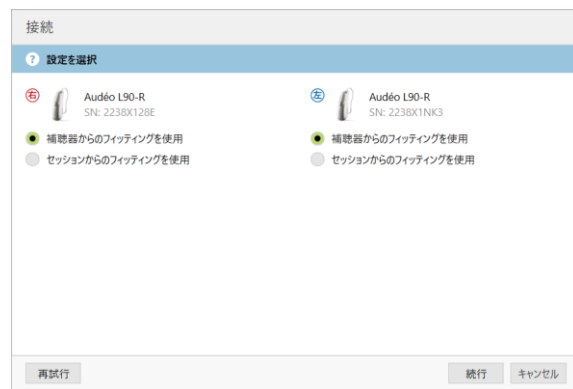 接続
? 設定を選択
右 Audéo L90-R
SN: 2238X128E
補聴器からのフィッティングを使用
セッションからのフィッティングを使用
左 Audéo L90-R
SN: 2238X1NK3
補聴器からのフィッティングを使用
セッションからのフィッティングを使用
再試行
続行
キャンセル